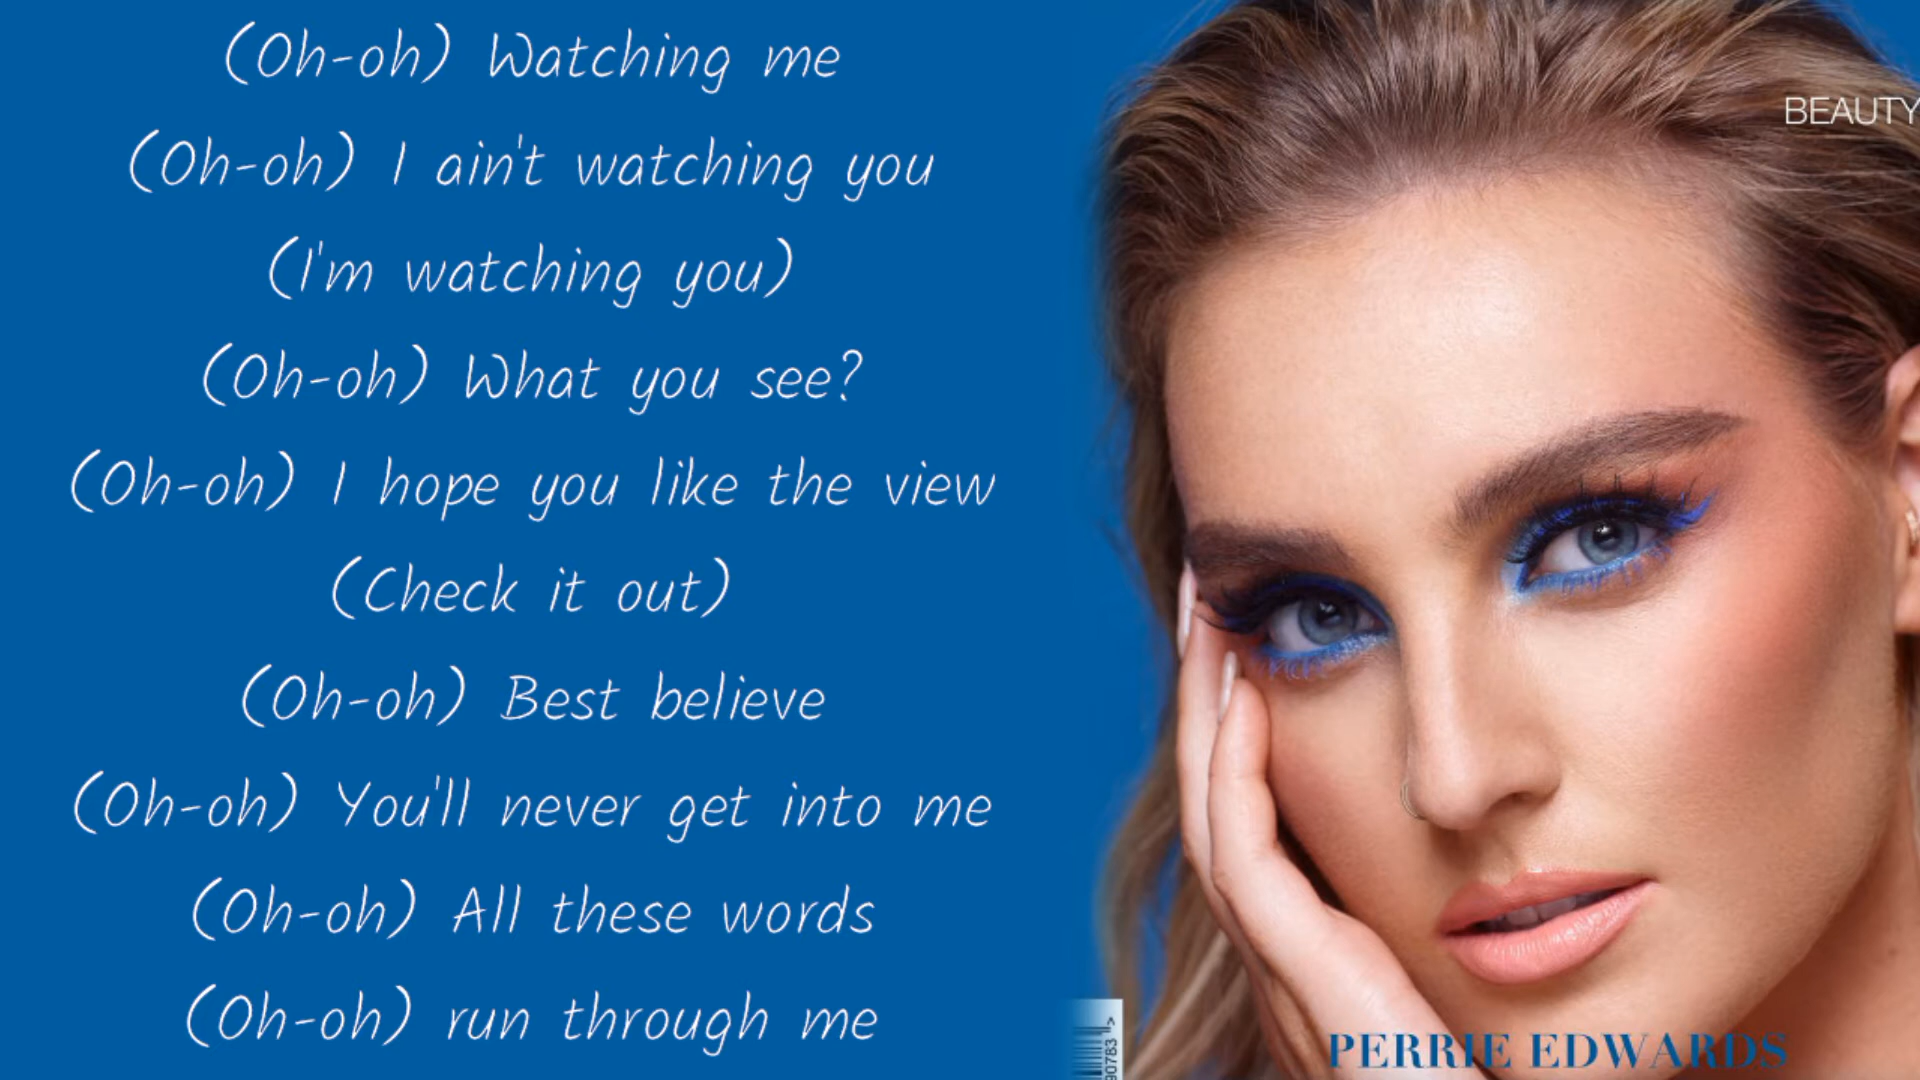 (Oh-oh) Watching me
(Oh-oh) I ain't watching you
(I'm watching you)
(Oh-oh) What you see?
(Oh-oh) I hope you like the view
(Check it out)
(Oh-oh) Best believe
(Oh-oh) You'll never get into me
(Oh-oh) All these words
(Oh-oh) run through me
BEAUTY
90783 >
PERRIE EDWARDS